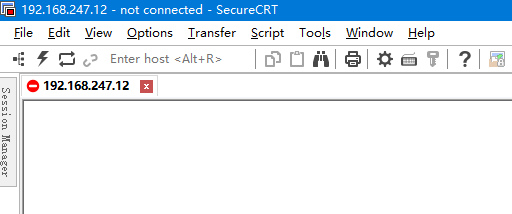 192.168.247.12 - not connected - SecureCRT
File Edit View Options Transfer Script Tools Window Help
Enter host <Alt+R>
192.168.247.12 x
Session Manager